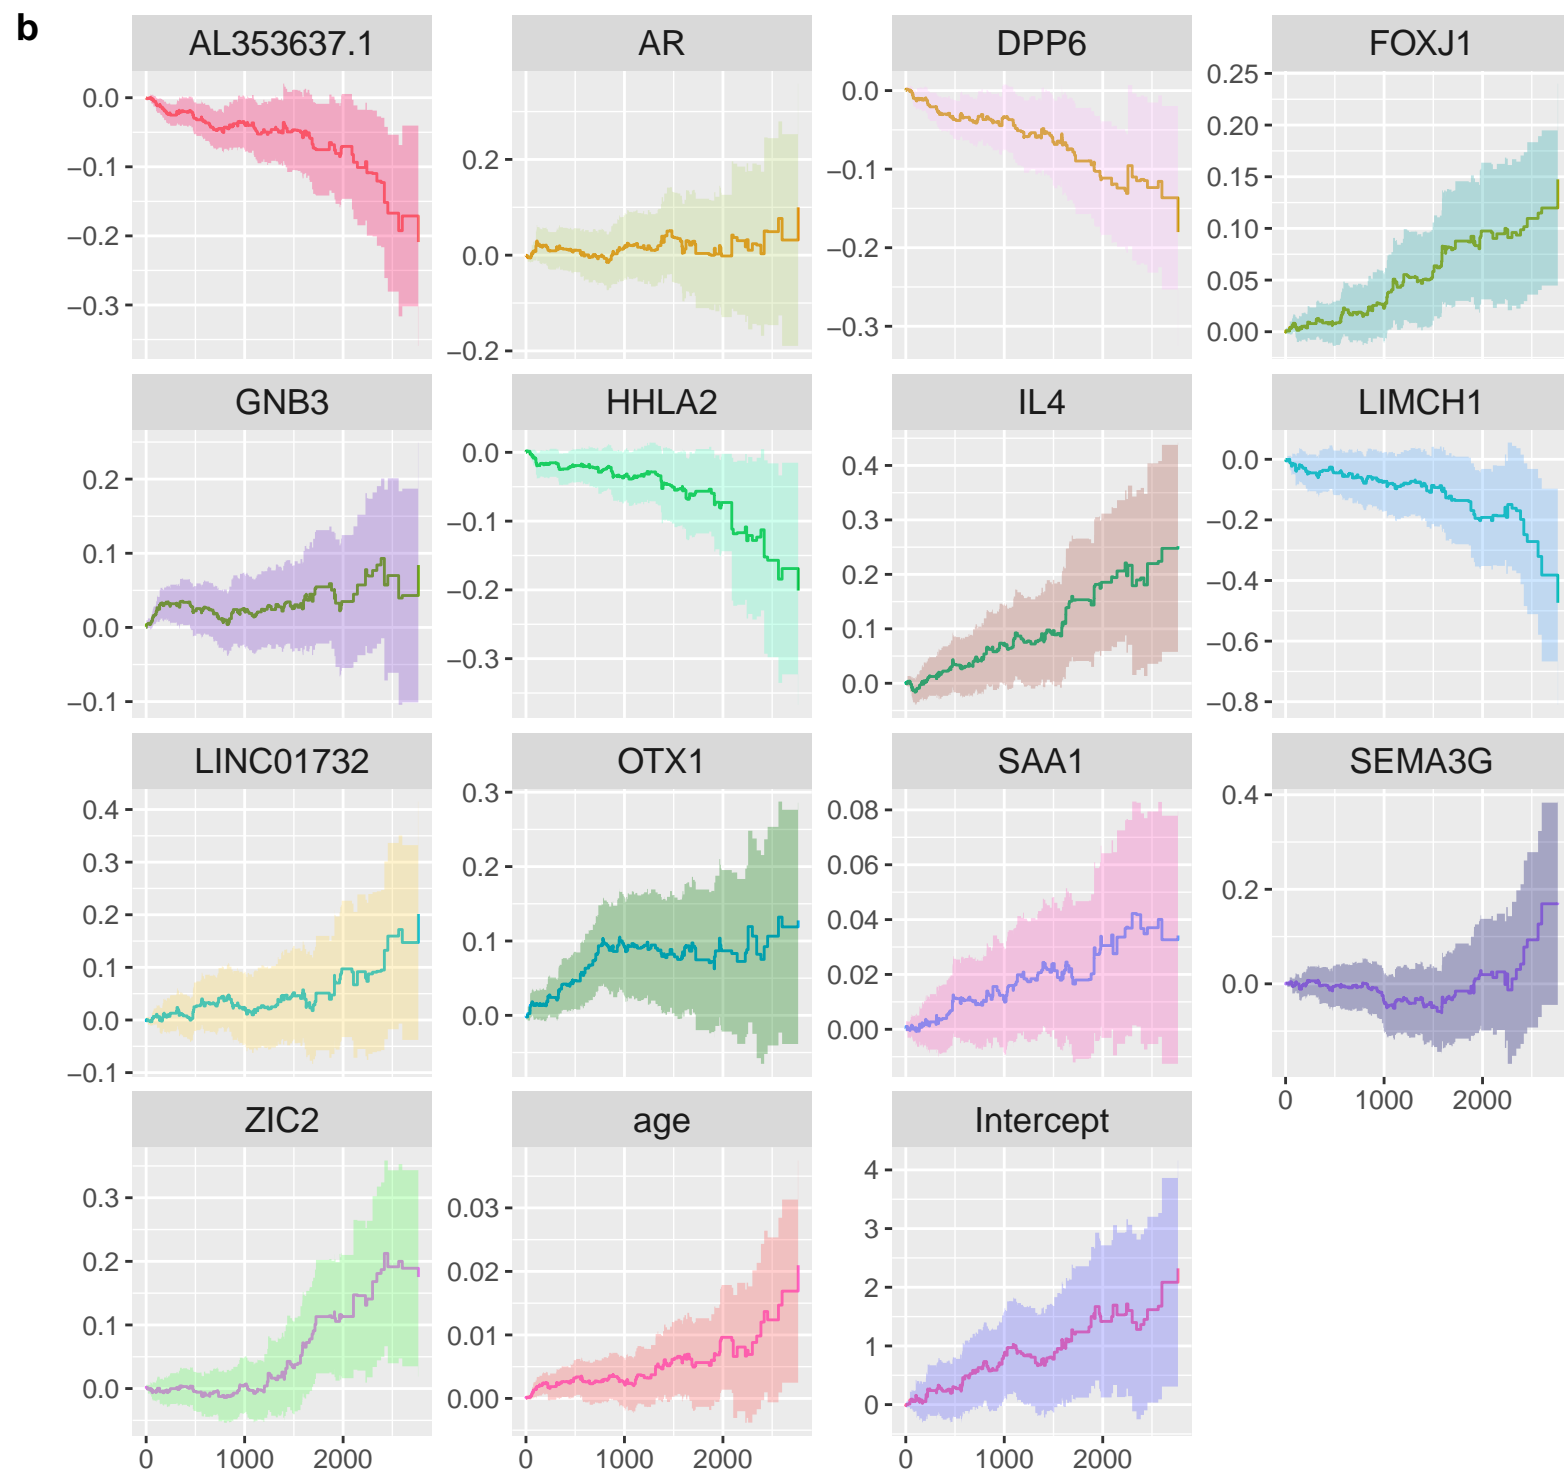 b
AL353637.1 AR DPP6 FOXJ1
0.0 −0.1 −0.2 −0.3
0.2 0.0 −0.2
0.0 −0.1 −0.2 −0.3
0.25 0.20 0.15 0.10 0.05 0.00
GNB3 HHLA2 IL4 LIMCH1
0.2 0.1 0.0 −0.1
0.0 −0.1 −0.2 −0.3
0.4 0.3 0.2 0.1 0.0
0.0 −0.2 −0.4 −0.6 −0.8
LINC01732 OTX1 SAA1 SEMA3G
0.4 0.3 0.2 0.1 0.0 −0.1
0.3 0.2 0.1 0.0
0.08 0.06 0.04 0.02 0.00
0.4 0.2 0.0
0 1000 2000
ZIC2 age Intercept
0.3 0.2 0.1 0.0
0.03 0.02 0.01 0.00
4 3 2 1 0
0 1000 2000 0 1000 2000 0 1000 2000